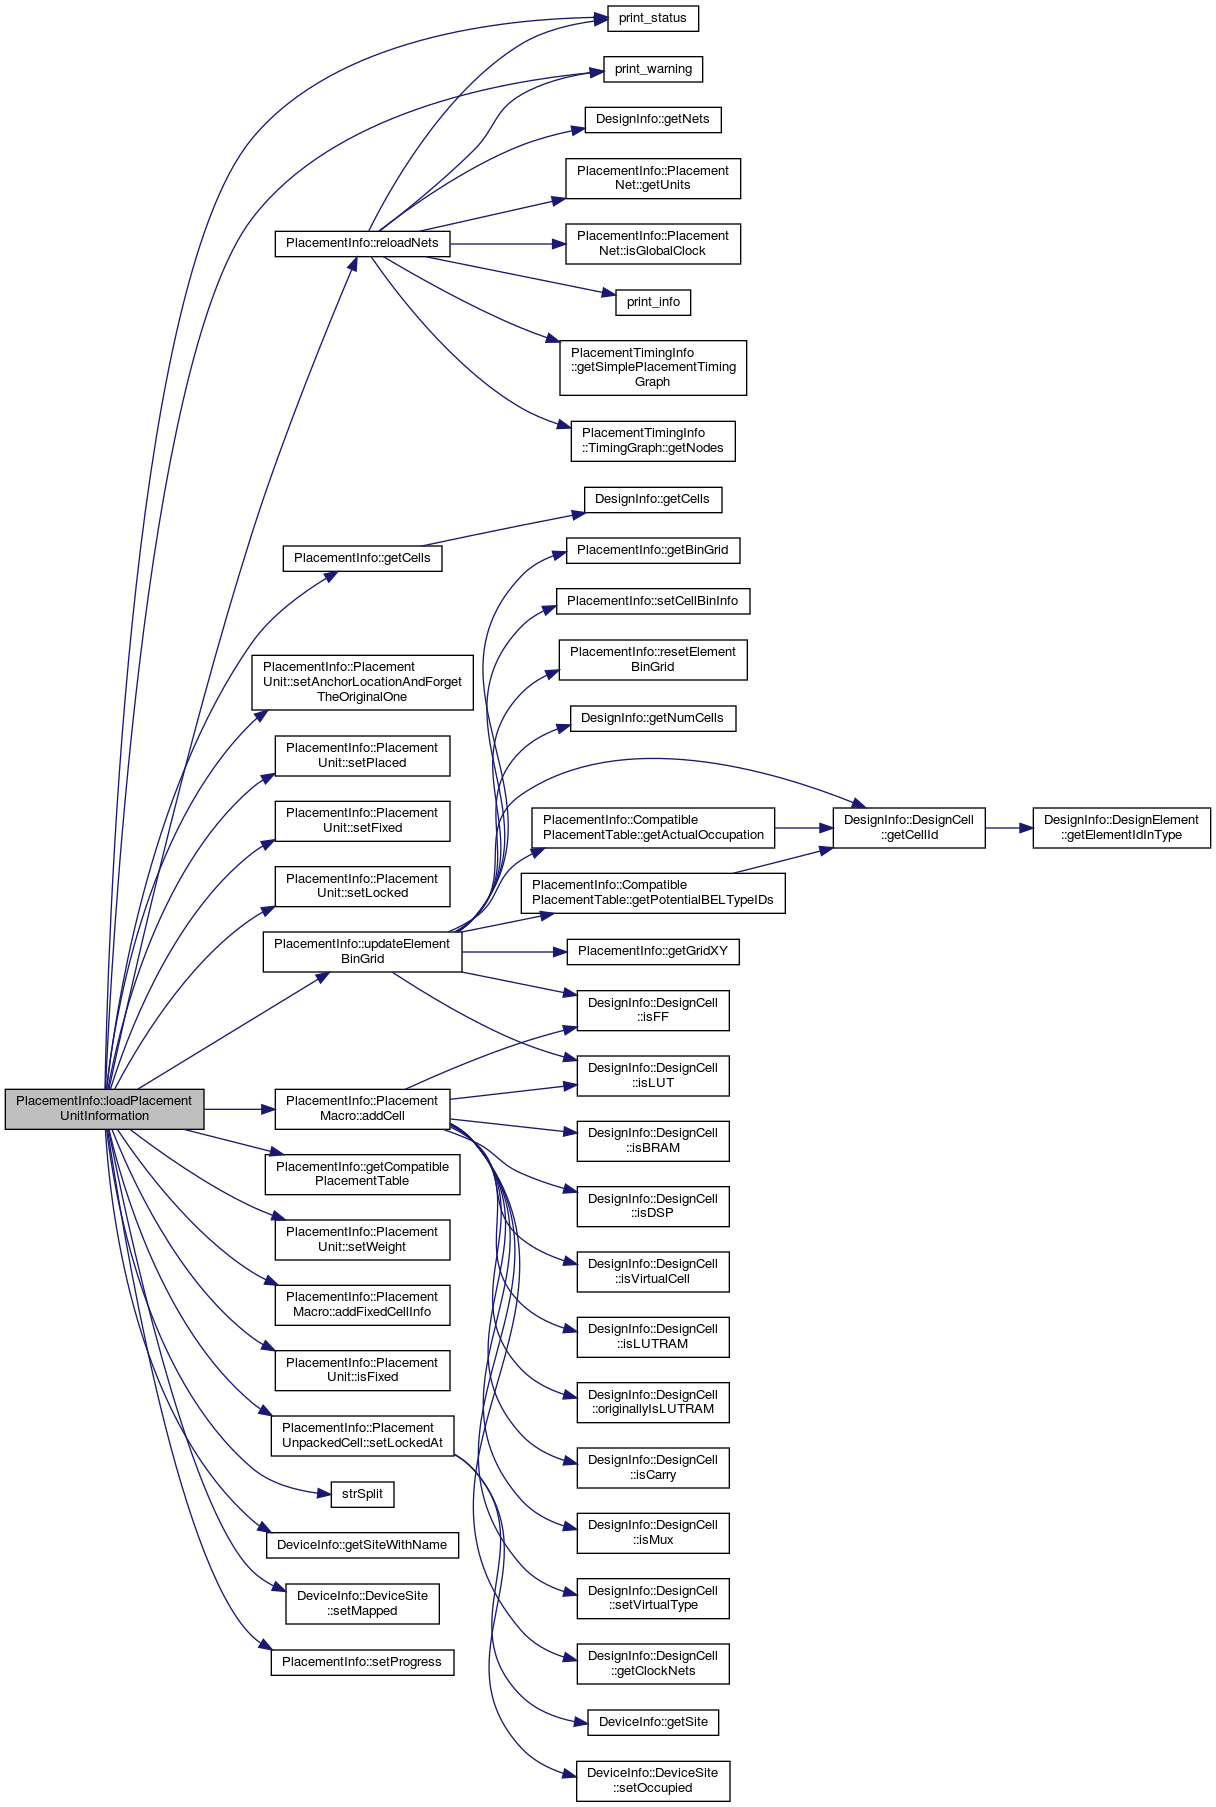 print_status
print_warning
DesignInfo::getNets
PlacementInfo::Placement
Net::getUnits
PlacementInfo::reloadNets
PlacementInfo::Placement
Net::isGlobalClock
print_info
PlacementTimingInfo
::getSimplePlacementTiming
Graph
PlacementTimingInfo
::TimingGraph::getNodes
DesignInfo::getCells
PlacementInfo::getCells
PlacementInfo::getBinGrid
PlacementInfo::setCellBinInfo
PlacementInfo::resetElement
BinGrid
PlacementInfo::Placement
Unit::setAnchorLocationAndForget
TheOriginalOne
DesignInfo::getNumCells
PlacementInfo::Placement
Unit::setPlaced
PlacementInfo::Placement
Unit::setFixed
PlacementInfo::Compatible
PlacementTable::getActualOccupation
DesignInfo::DesignCell
::getCellId
DesignInfo::DesignElement
::getElementIdInType
PlacementInfo::Placement
Unit::setLocked
PlacementInfo::Compatible
PlacementTable::getPotentialBELTypeIDs
PlacementInfo::updateElement
BinGrid
PlacementInfo::getGridXY
DesignInfo::DesignCell
::isFF
DesignInfo::DesignCell
::isLUT
PlacementInfo::loadPlacement
UnitInformation
PlacementInfo::Placement
Macro::addCell
DesignInfo::DesignCell
::isBRAM
PlacementInfo::getCompatible
PlacementTable
DesignInfo::DesignCell
::isDSP
PlacementInfo::Placement
Unit::setWeight
DesignInfo::DesignCell
::isVirtualCell
PlacementInfo::Placement
Macro::addFixedCellInfo
DesignInfo::DesignCell
::isLUTRAM
PlacementInfo::Placement
Unit::isFixed
DesignInfo::DesignCell
::originallyIsLUTRAM
PlacementInfo::Placement
UnpackedCell::setLockedAt
DesignInfo::DesignCell
::isCarry
strSplit
DesignInfo::DesignCell
::isMux
DeviceInfo::getSiteWithName
DeviceInfo::DeviceSite
::setMapped
DesignInfo::DesignCell
::setVirtualType
PlacementInfo::setProgress
DesignInfo::DesignCell
::getClockNets
DeviceInfo::getSite
DeviceInfo::DeviceSite
::setOccupied